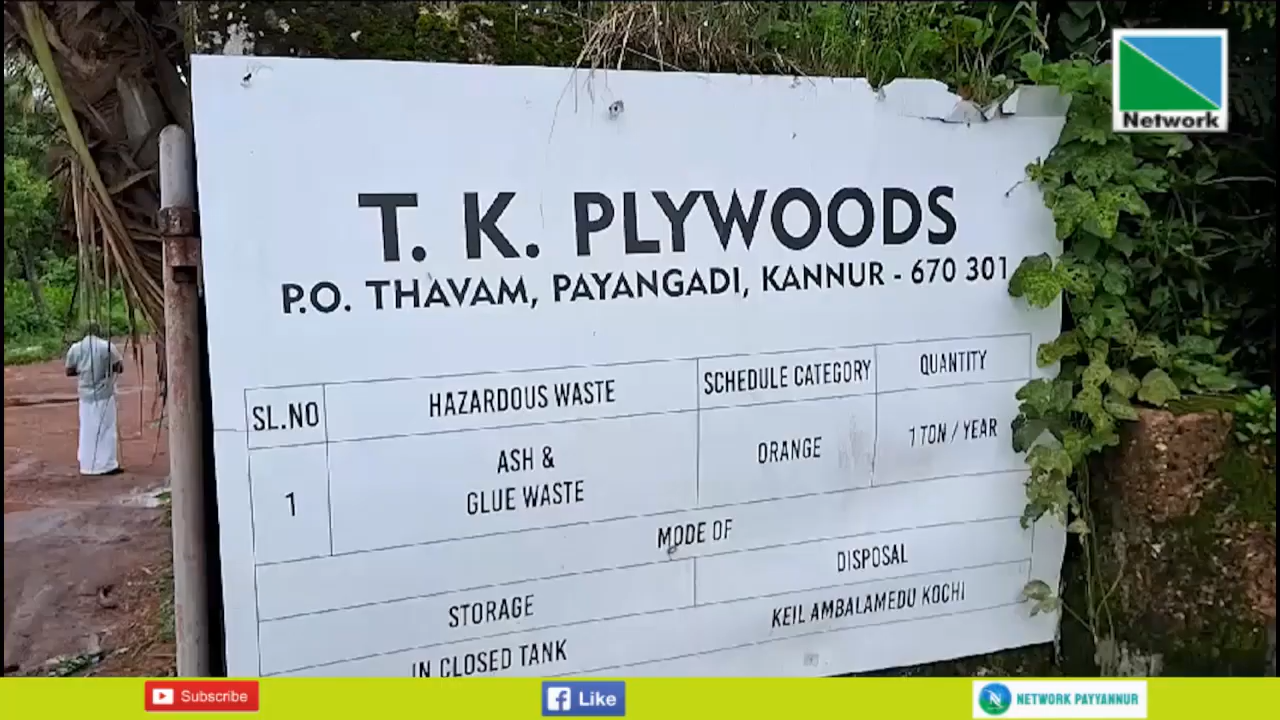 Network
T. K. PLYWOODS
P.O. THAVAM, PAYANGADI, KANNUR - 670 301
SL.NO HAZARDOUS WASTE SCHEDULE CATEGORY QUANTITY
1 ASH & GLUE WASTE ORANGE 1 TON / YEAR
MODE OF
STORAGE DISPOSAL
IN CLOSED TANK KEIL AMBALAMEDU KOCHI
Subscribe Like NETWORK PAYYANNUR